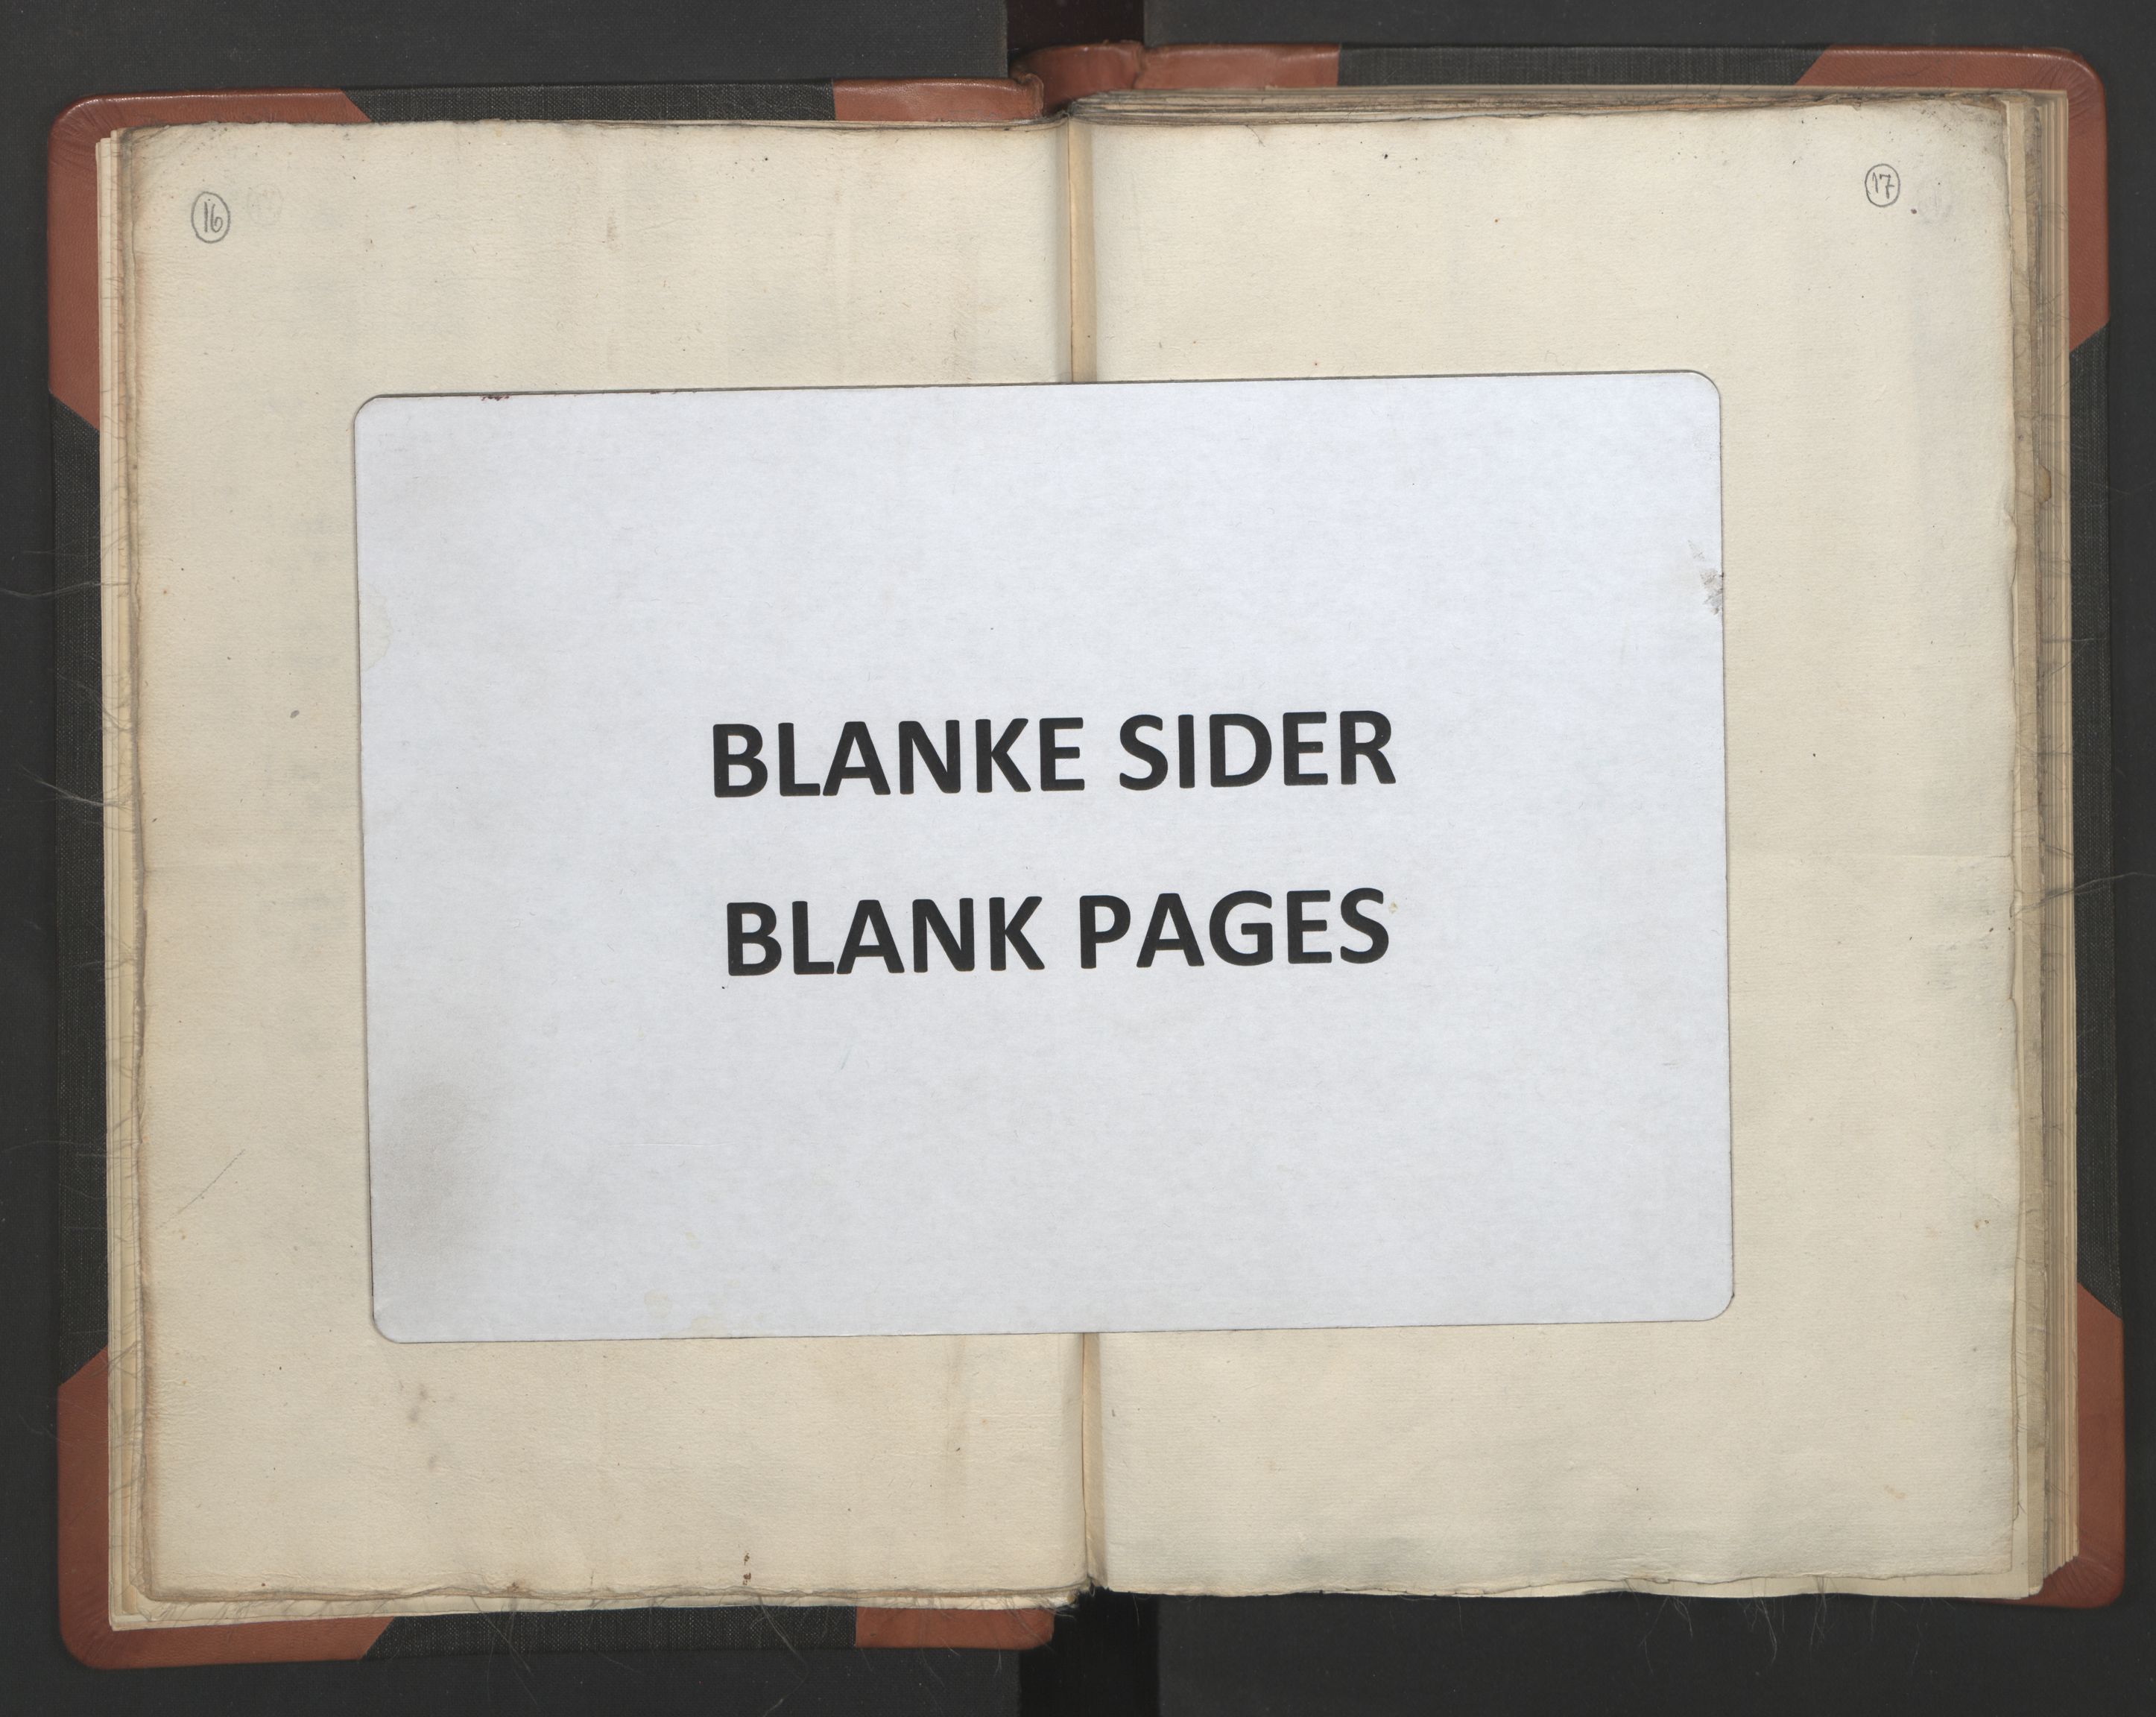 16
17
BLANKE SIDER
BLANK PAGES